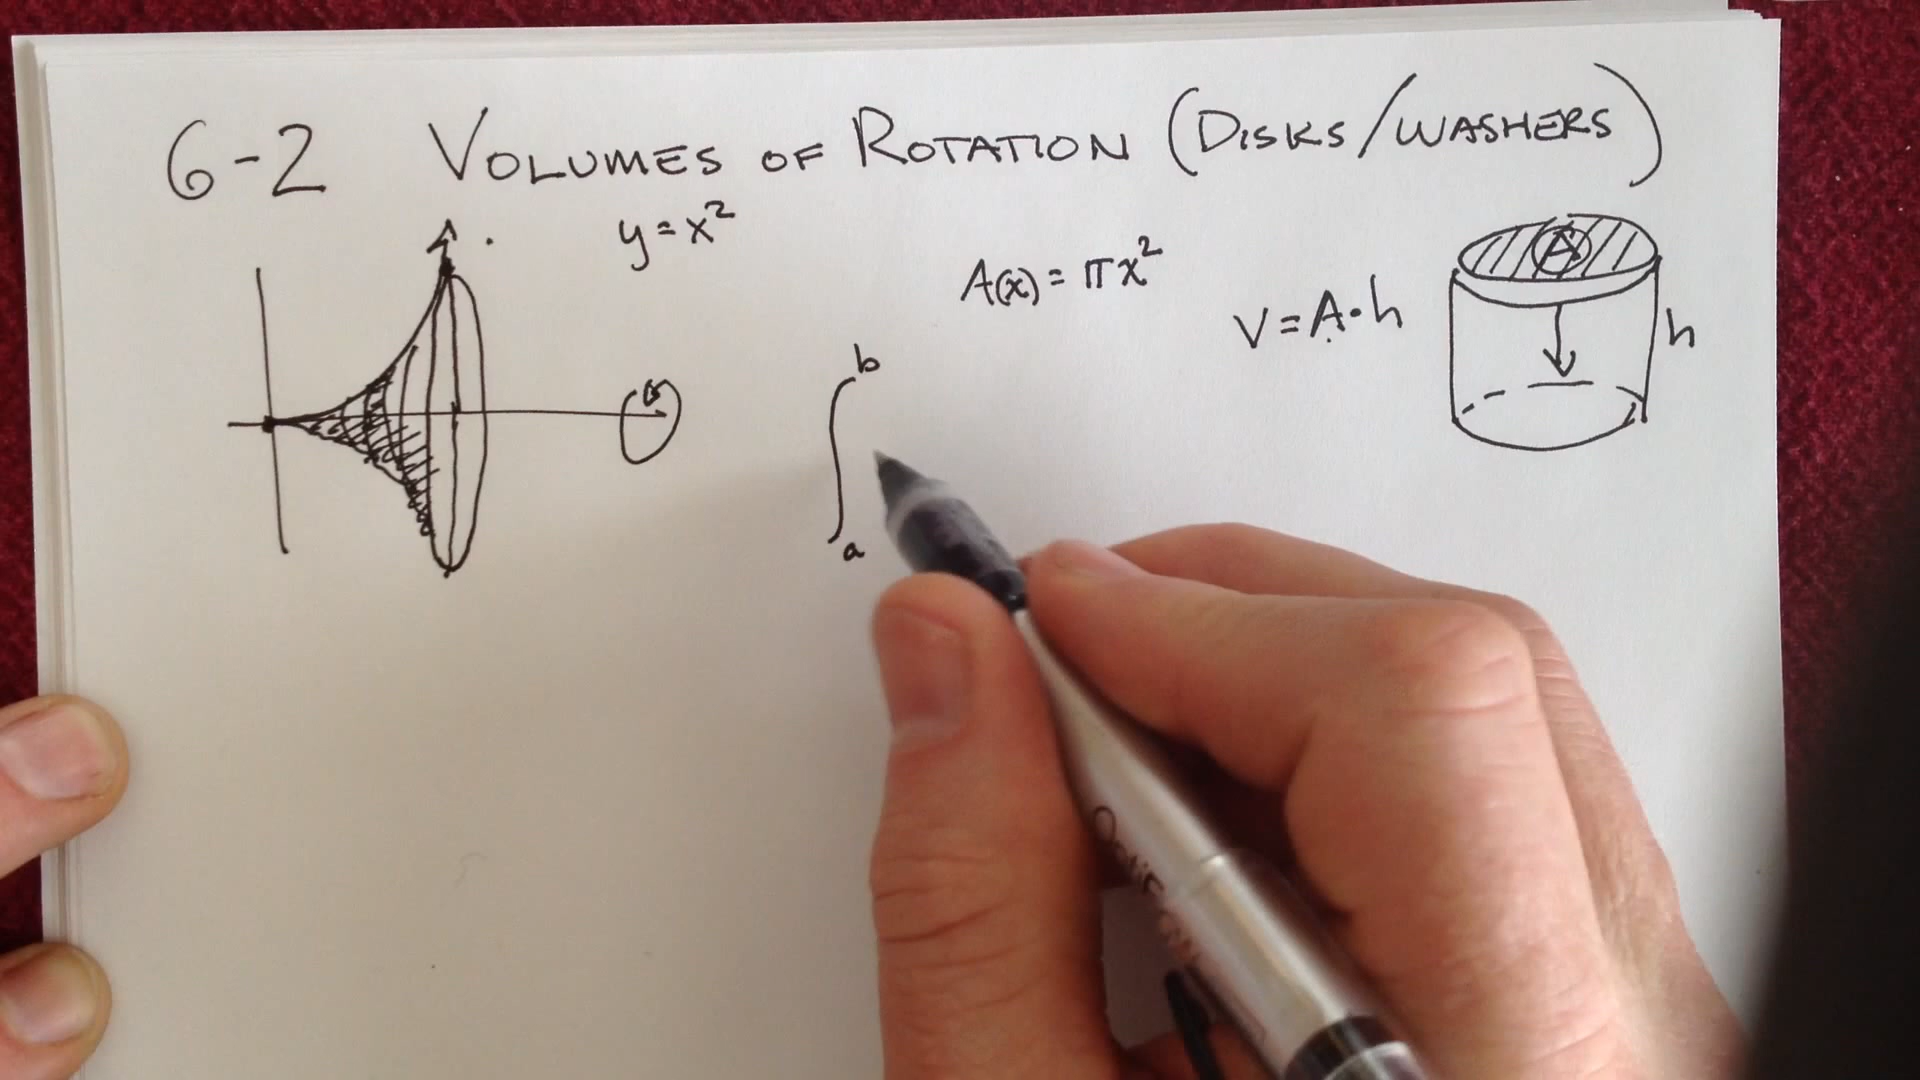 6-2 VOLUMES OF ROTATION (DISKS/WASHERS)
y=x²
A(x) = πx²
V=A·h
A
h
b
∫
a